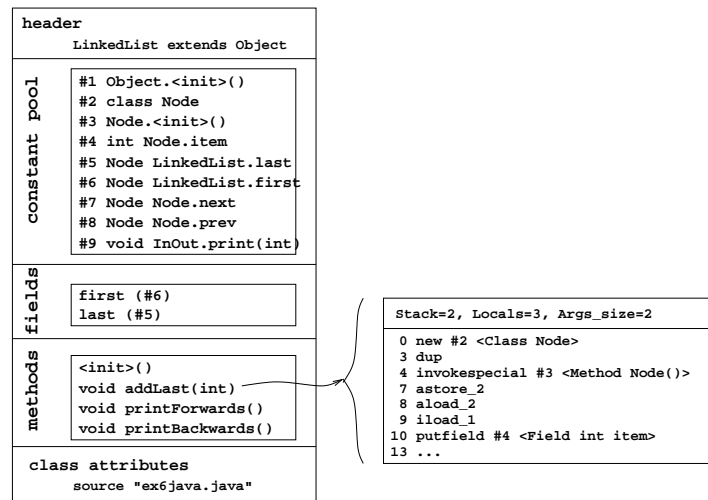 header
LinkedList extends Object
constant pool
#1 Object.<init>()
#2 class Node
#3 Node.<init>()
#4 int Node.item
#5 Node LinkedList.last
#6 Node LinkedList.first
#7 Node Node.next
#8 Node Node.prev
#9 void InOut.print(int)
fields
first (#6)
last (#5)
methods
<init>()
void addLast(int)
void printForwards()
void printBackwards()
class attributes
source "ex6java.java"
Stack=2, Locals=3, Args_size=2
0 new #2 <Class Node>
3 dup
4 invokespecial #3 <Method Node()>
7 astore_2
8 aload_2
9 iload_1
10 putfield #4 <Field int item>
13 ...